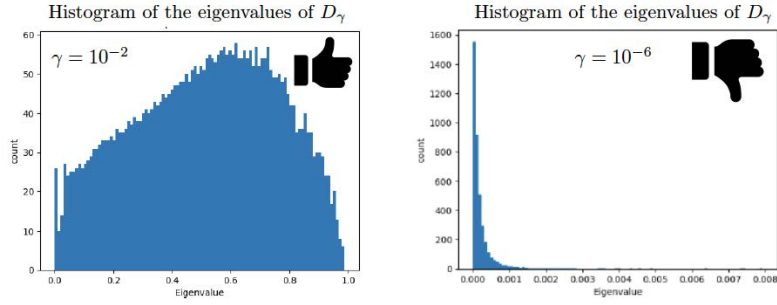 Histogram of the eigenvalues of D_γ
γ = 10^{-2}
60
50
40
30
20
10
0
count
0.0 0.2 0.4 0.6 0.8 1.0
Eigenvalue
Histogram of the eigenvalues of D_γ
γ = 10^{-6}
1600
1400
1200
1000
800
600
400
200
0
count
0.000 0.001 0.002 0.003 0.004 0.005 0.006 0.007 0.008
Eigenvalue